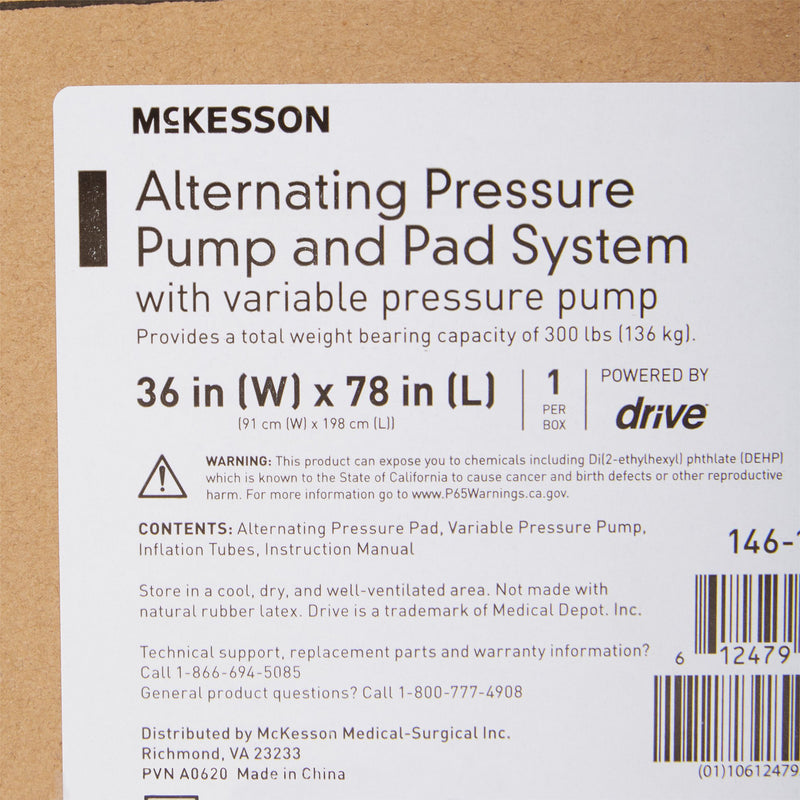 McKESSON
Alternating Pressure
Pump and Pad System
with variable pressure pump
Provides a total weight bearing capacity of 300 lbs (136 kg).
36 in (W) x 78 in (L)
(91 cm (W) x 198 cm (L))
1
PER
BOX
POWERED BY
drive
WARNING: This product can expose you to chemicals including Di(2-ethylhexyl) phthlate (DEHP)
which is known to the State of California to cause cancer and birth defects or other reproductive
harm. For more information go to www.P65Warnings.ca.gov.
CONTENTS: Alternating Pressure Pad, Variable Pressure Pump,
Inflation Tubes, Instruction Manual
146-1
Store in a cool, dry, and well-ventilated area. Not made with
natural rubber latex. Drive is a trademark of Medical Depot. Inc.
6 12479
Technical support, replacement parts and warranty information?
Call 1-866-694-5085
General product questions? Call 1-800-777-4908
Distributed by McKesson Medical-Surgical Inc.
Richmond, VA 23233
PVN A0620 Made in China
(01)10612479